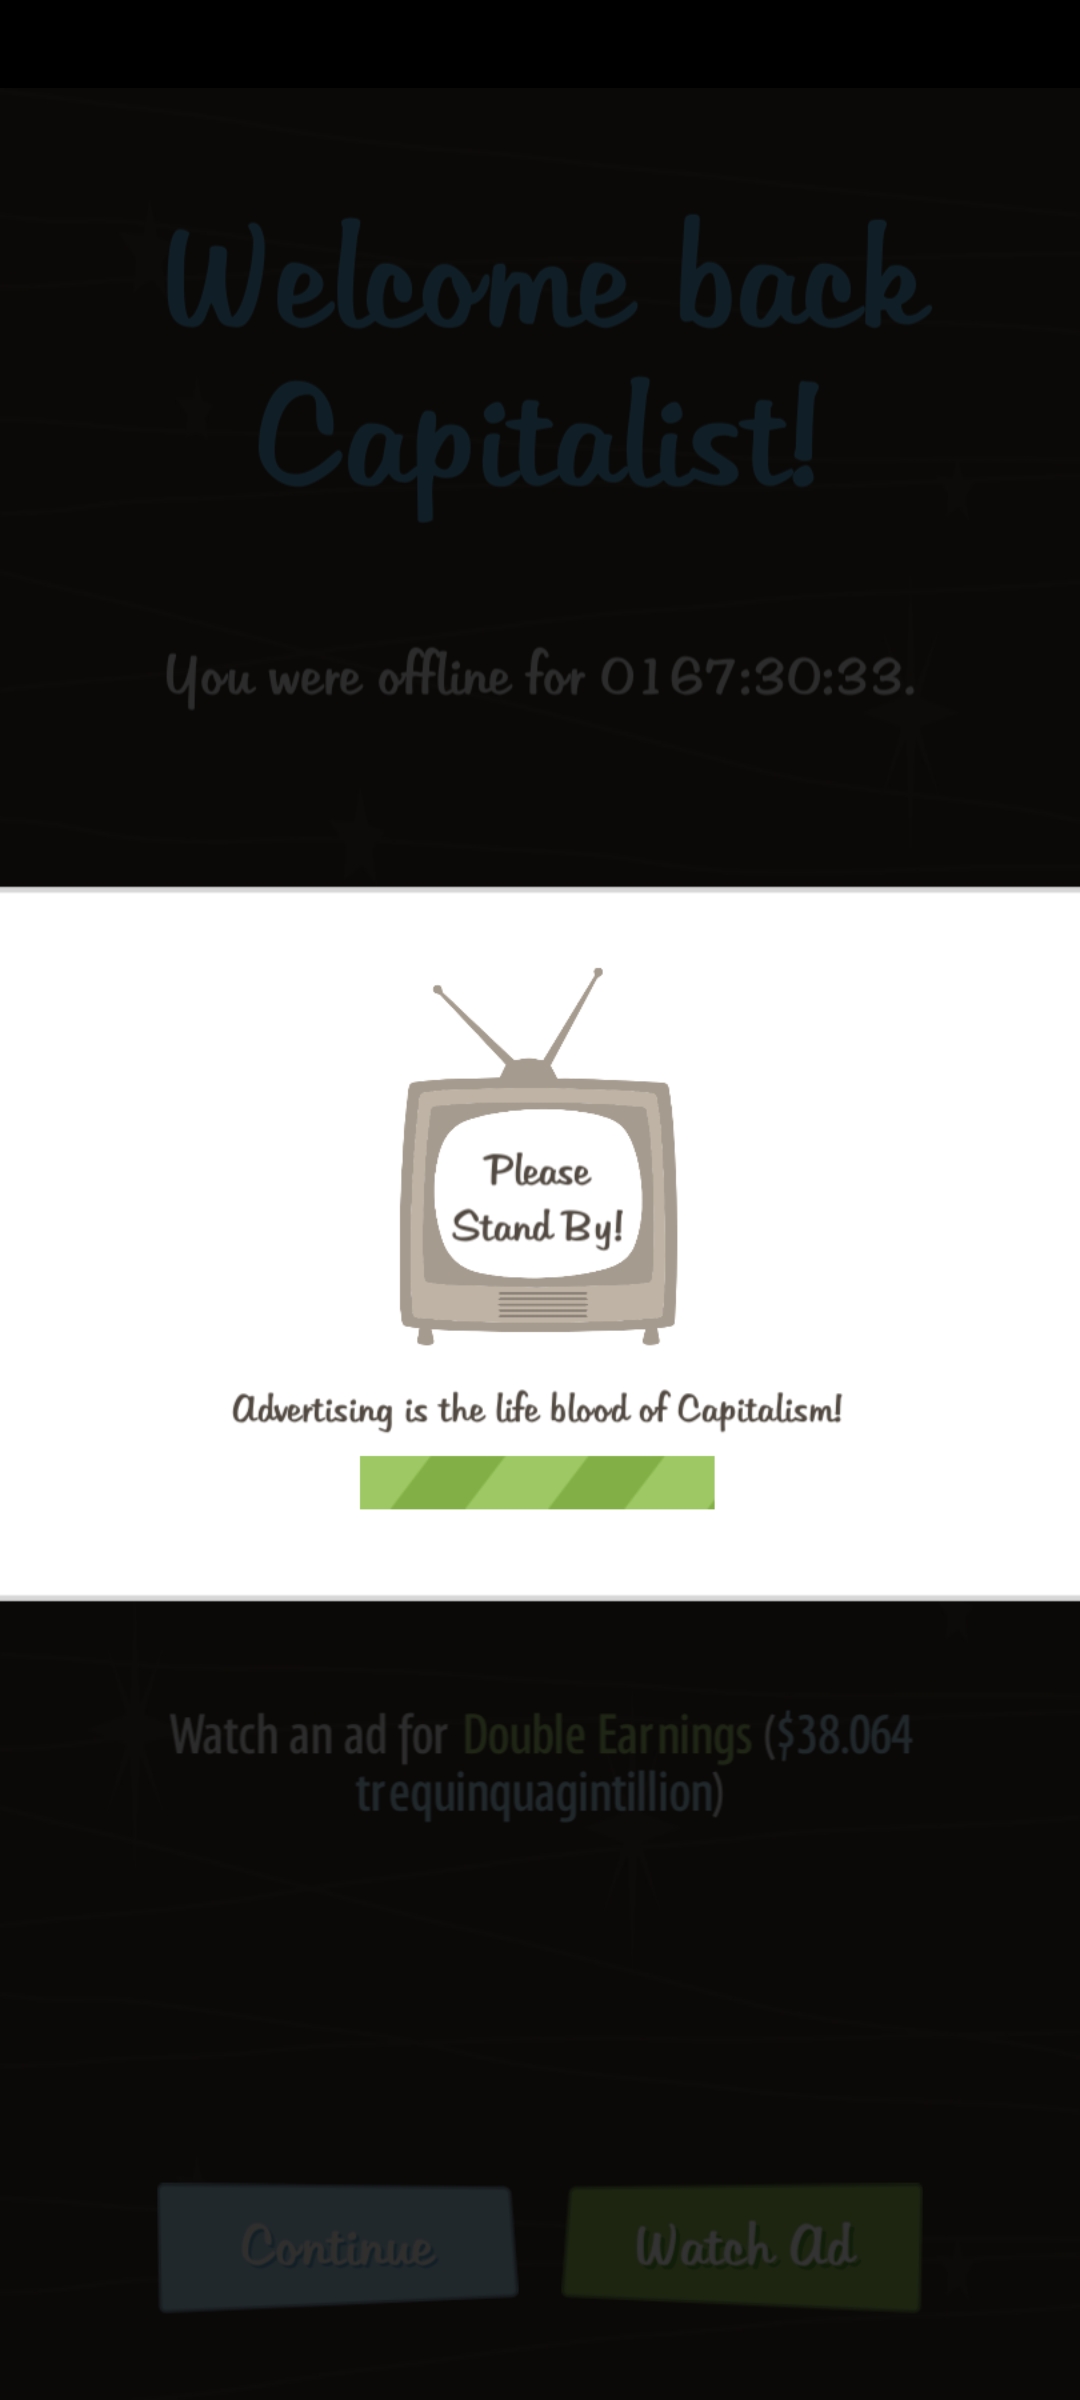 Welcome back
Capitalist!
You were offline for 0167:30:33.
Please
Stand By!
Advertising is the life blood of Capitalism!
Watch an ad for Double Earnings ($38.064
trequinquagintillion)
Continue
Watch Ad